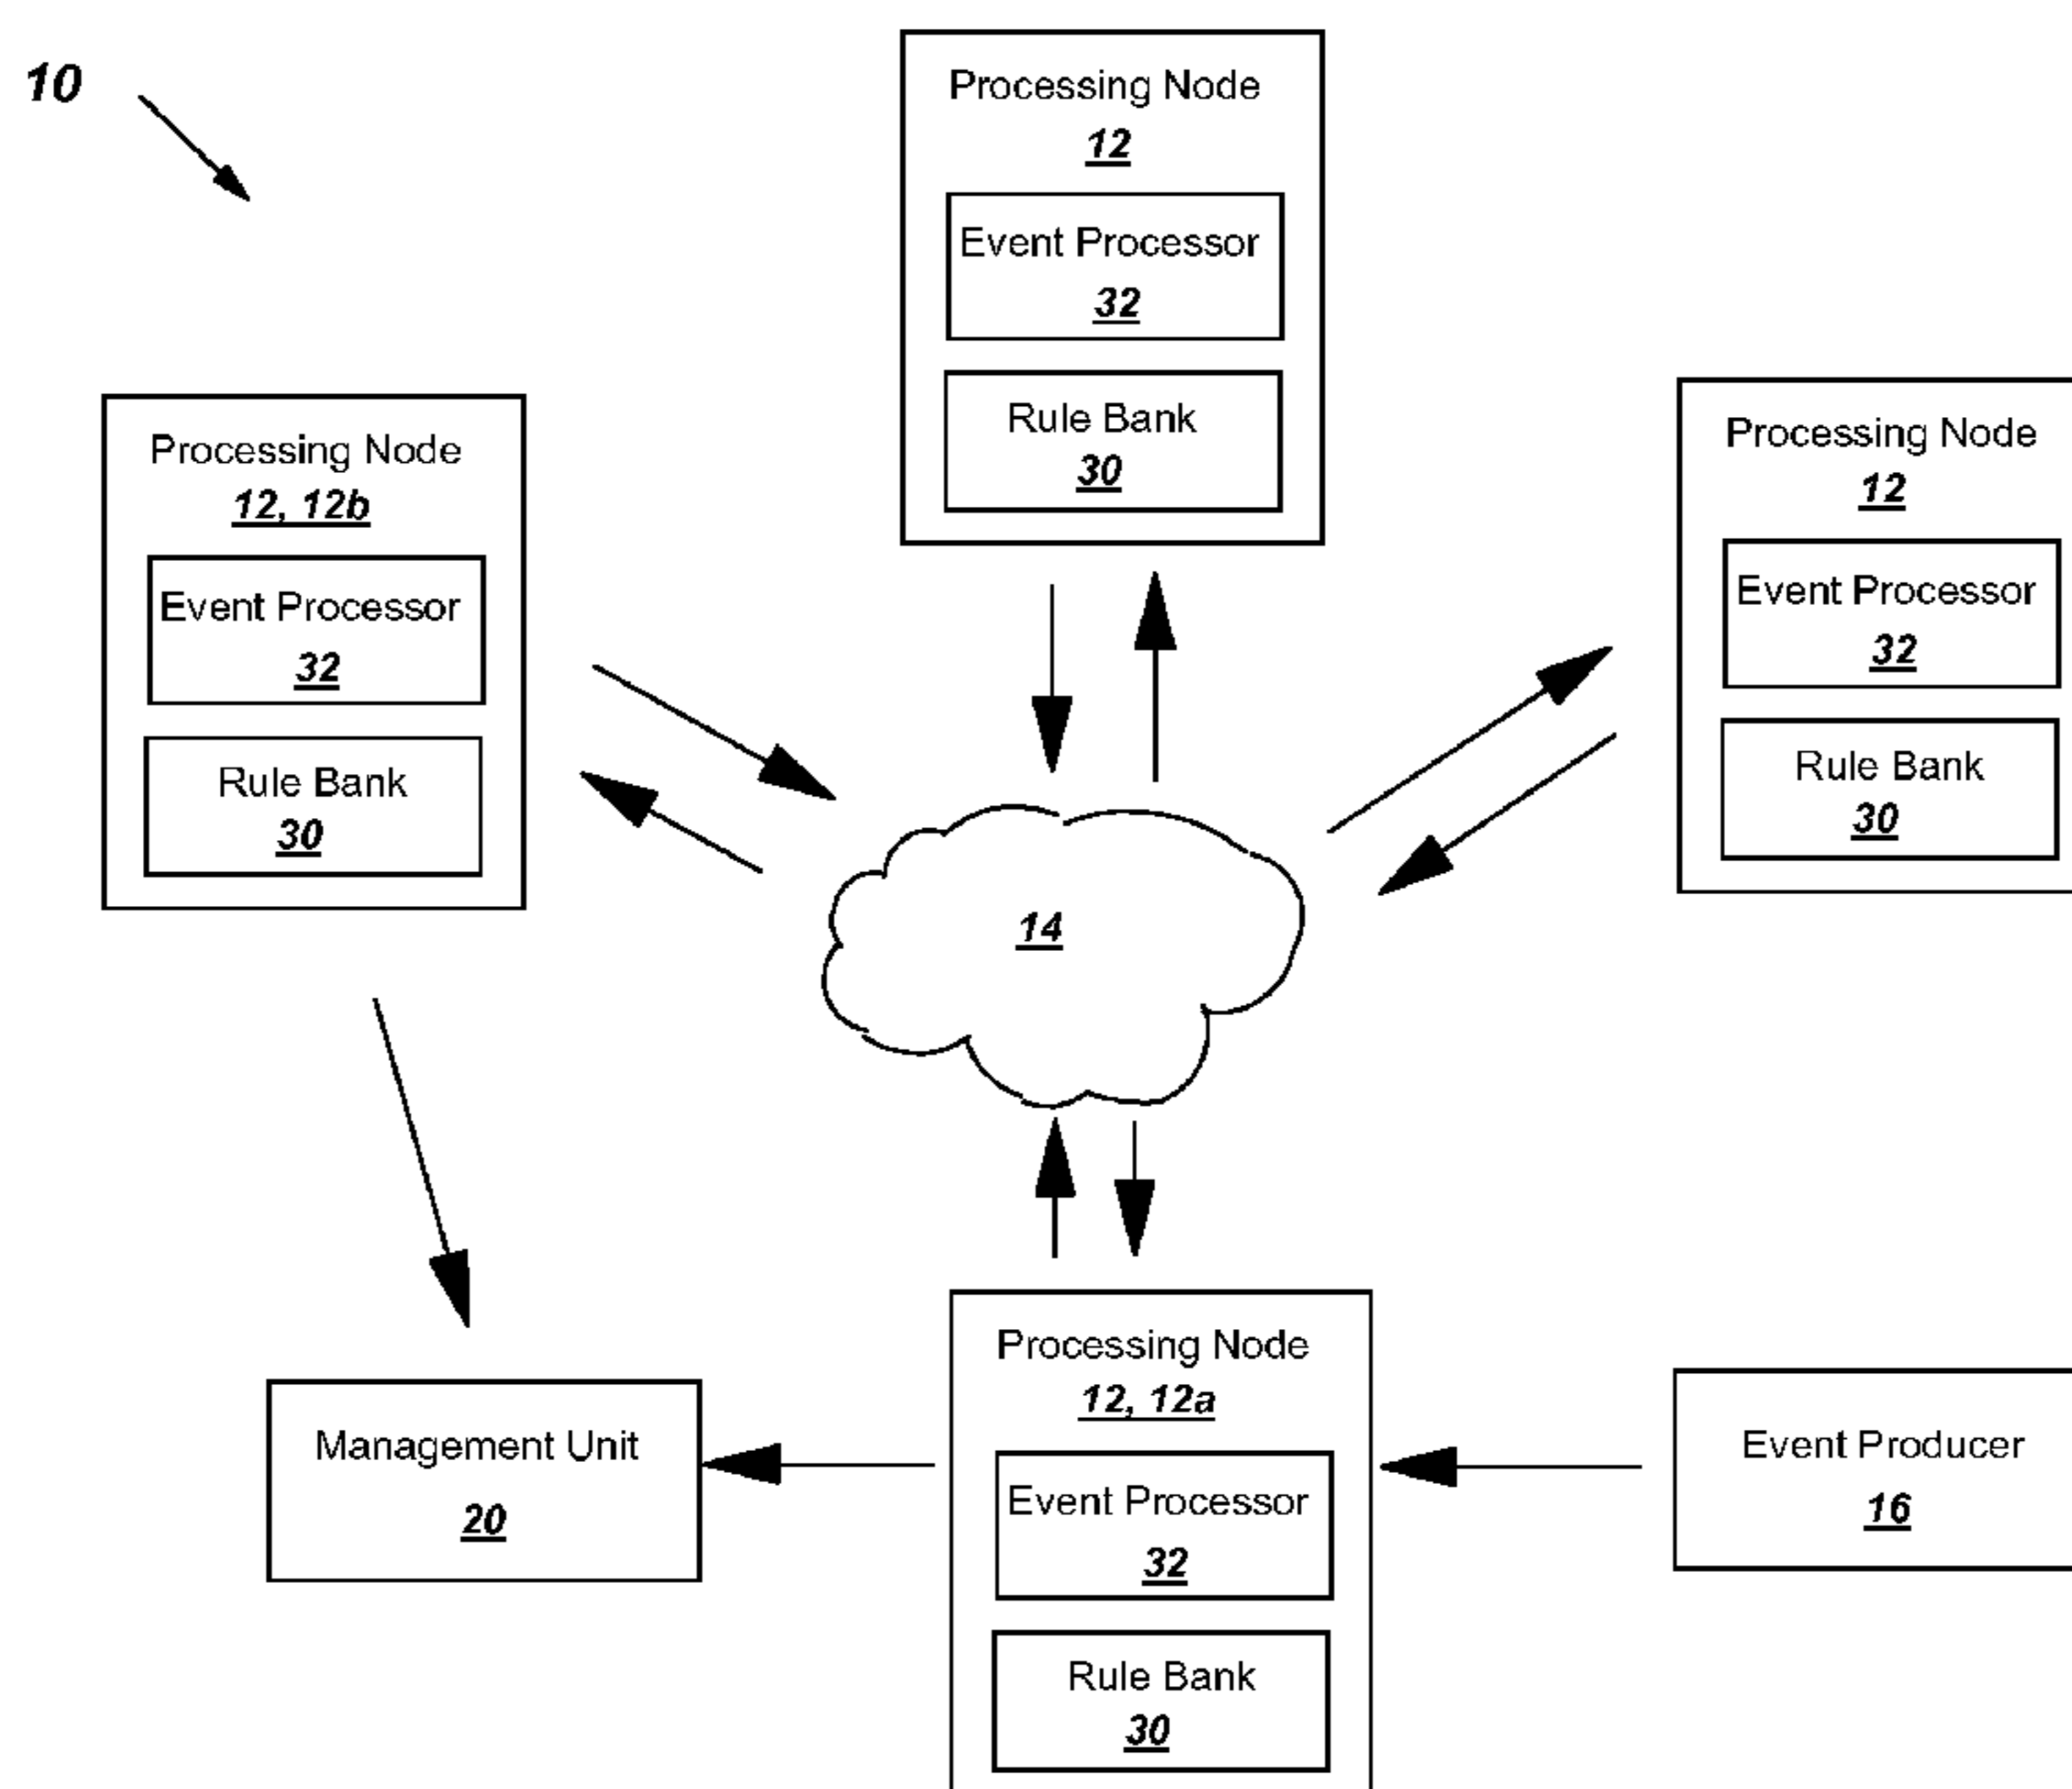 10
Processing Node
12
Event Processor
32
Rule Bank
30
Processing Node
12, 12b
Event Processor
32
Rule Bank
30
Processing Node
12
Event Processor
32
Rule Bank
30
14
Management Unit
20
Processing Node
12, 12a
Event Processor
32
Rule Bank
30
Event Producer
16